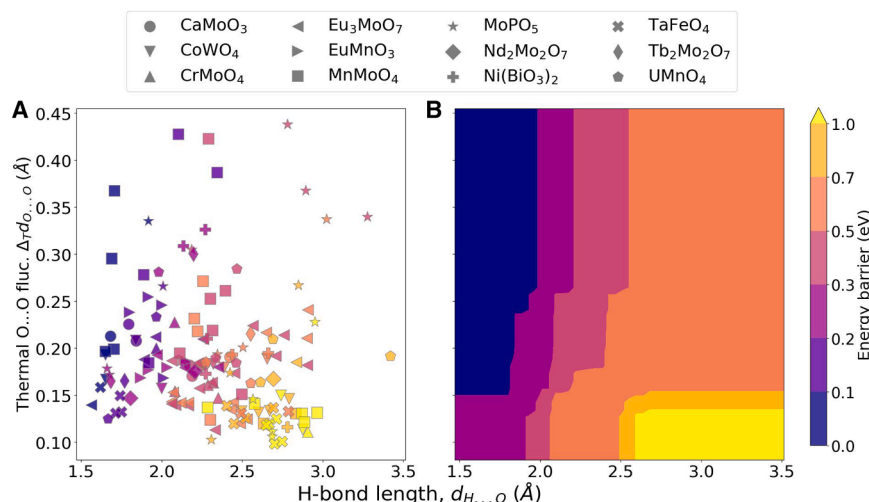 CaMoO₃ Eu₃MoO₇ MoPO₅ TaFeO₄
CoWO₄ EuMnO₃ Nd₂Mo₂O₇ Tb₂Mo₂O₇
CrMoO₄ MnMoO₄ Ni(BiO₃)₂ UMnO₄
A
B
Thermal O...O fluc. Δ_T d_{O...O} (Å)
0.45
0.40
0.35
0.30
0.25
0.20
0.15
0.10
1.5 2.0 2.5 3.0 3.5
1.5 2.0 2.5 3.0 3.5
H-bond length, d_{H...O} (Å)
1.0
0.7
0.5
0.3
0.2
0.1
0.0
Energy barrier (eV)